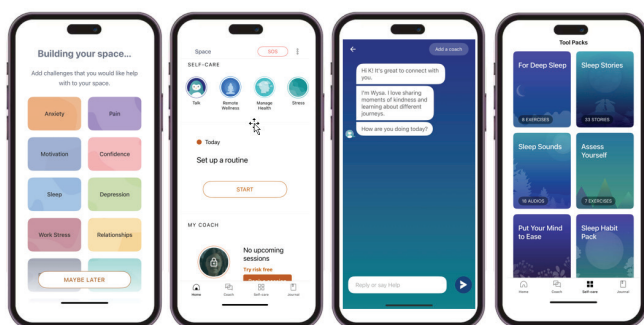 Building your space...
Add challenges that you would like help
with to your space.
Anxiety
Pain
Motivation
Confidence
Sleep
Depression
Work Stress
Relationships
MAYBE LATER
Space
SOS
SELF-CARE
Talk
Remote
Wellness
Manage
Health
Stress
Today
Set up a routine
START
MY COACH
No upcoming
sessions
Try risk free
Home
Coach
Self-care
Journal
Add a coach
Hi K! It's great to connect with
you.
I'm Wysa. I love sharing
moments of kindness and
learning about different
journeys.
How are you doing today?
Reply or say Help
Tool Packs
For Deep Sleep
6 EXERCISES
Sleep Stories
33 STORIES
Sleep Sounds
16 AUDIOS
Assess
Yourself
7 EXERCISES
Put Your Mind
to Ease
Sleep Habit
Pack
Home
Coach
Self-care
Journal